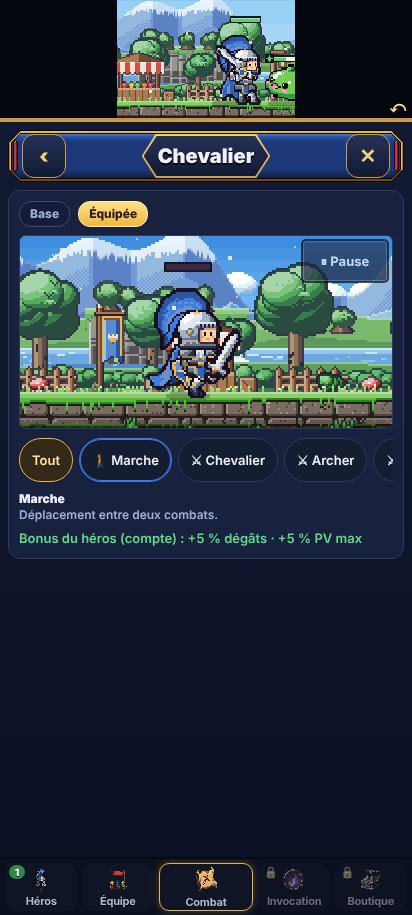 Chevalier
Base
Équipée
Pause
Tout
Marche
Chevalier
Archer
Marche
Déplacement entre deux combats.
Bonus du héros (compte) : +5 % dégâts · +5 % PV max
1
Héros
Équipe
Combat
Invocation
Boutique